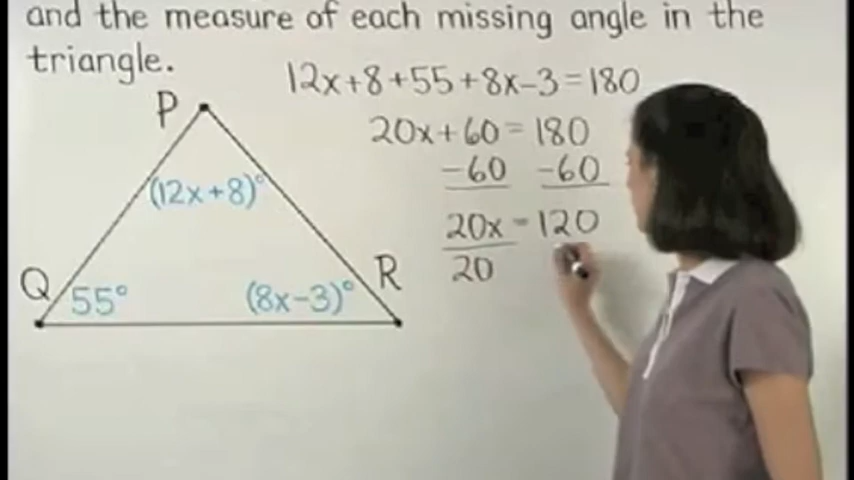 and the measure of each missing angle in the
triangle.
12x+8+55+8x-3=180
P
20x+60=180
-60 -60
(12x+8)°
20x=120
20
Q
55°
(8x-3)°
R